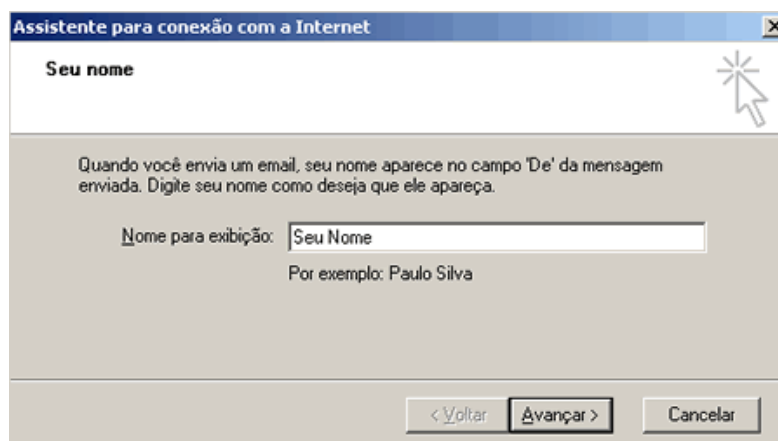 Assistente para conexão com a Internet
Seu nome
Quando você envia um email, seu nome aparece no campo 'De' da mensagem
enviada. Digite seu nome como deseja que ele apareça.
Nome para exibição: Seu Nome
Por exemplo: Paulo Silva
< Voltar Avançar > Cancelar